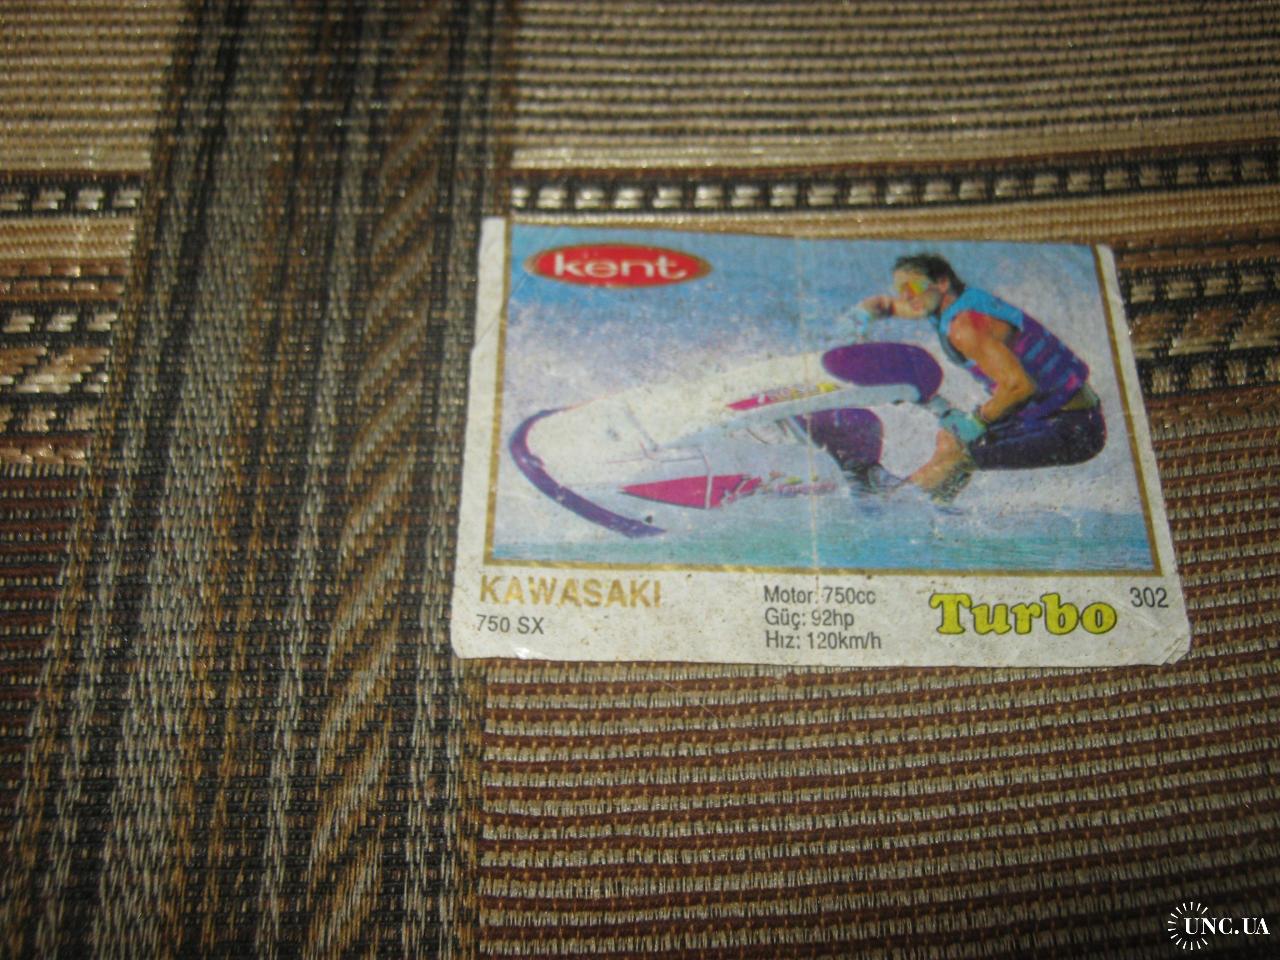 kent
KAWASAKI
750 SX
Motor: 750cc
Güç: 92hp
Hız: 120km/h
Turbo
302
UNC.UA